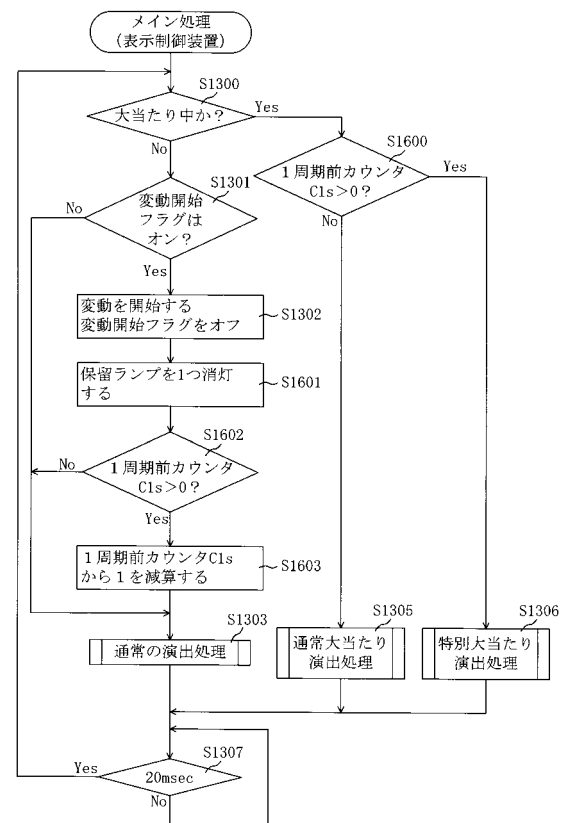 メイン処理
(表示制御装置)
S1300
大当たり中か？
Yes
No
S1600
1周期前カウンタ
C1s＞0？
Yes
No
S1301
変動開始
フラグは
オン？
No
Yes
変動を開始する
変動開始フラグをオフ
S1302
保留ランプを1つ消灯
する
S1601
S1602
1周期前カウンタ
C1s＞0？
No
Yes
1周期前カウンタC1s
から1を減算する
S1603
S1303
通常の演出処理
S1305
通常大当たり
演出処理
S1306
特別大当たり
演出処理
S1307
20msec
Yes
No